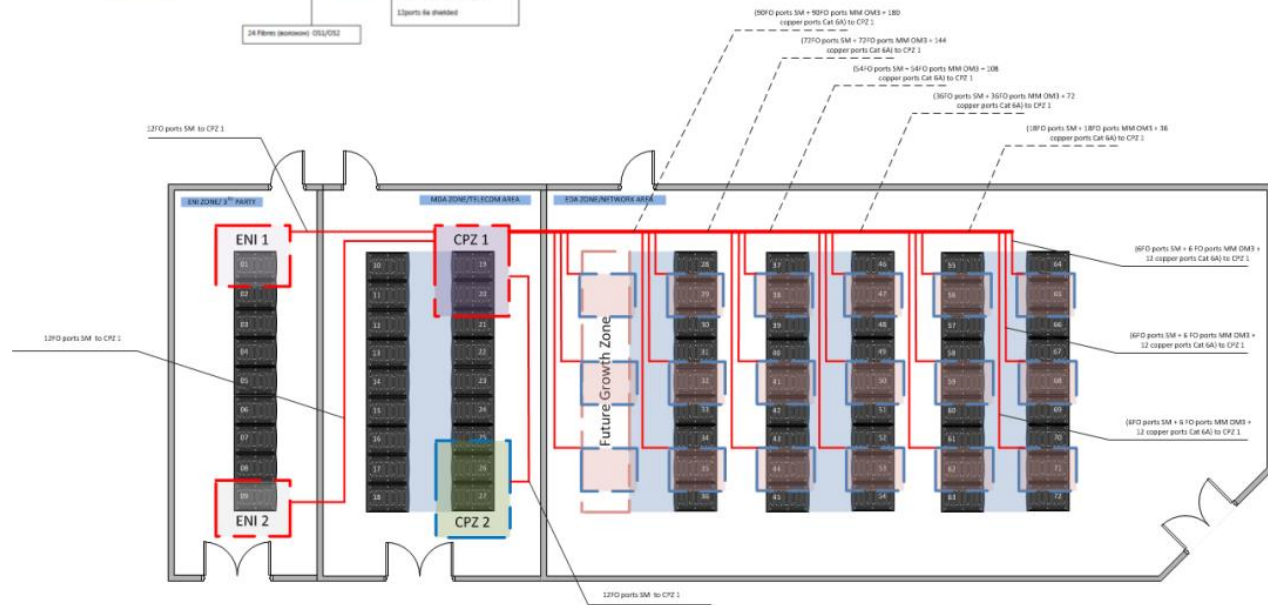 12ports 6a shielded
24 Fibres (волокон) OS1/OS2
(90FO ports SM + 90FO ports MM OM3 + 180
copper ports Cat 6A) to CPZ 1
(72FO ports SM + 72FO ports MM OM3 + 144
copper ports Cat 6A) to CPZ 1
(54FO ports SM + 54FO ports MM OM3 + 108
copper ports Cat 6A) to CPZ 1
(36FO ports SM + 36FO ports MM OM3 + 72
copper ports Cat 6A) to CPZ 1
(18FO ports SM + 18FO ports MM OM3 + 36
copper ports Cat 6A) to CPZ 1
12FO ports SM to CPZ 1
ENI ZONE/ 3th PARTY
MDA ZONE/TELECOM AREA
EDA ZONE/NETWORK AREA
ENI 1
01
02
03
04
05
06
07
08
09
ENI 2
12FO ports SM to CPZ 1
10
11
12
13
14
15
16
17
18
CPZ 1
19
20
21
22
23
24
25
26
27
CPZ 2
12FO ports SM to CPZ 1
Future Growth Zone
28
29
30
31
32
33
34
35
36
37
38
39
40
41
42
43
44
45
46
47
48
49
50
51
52
53
54
55
56
57
58
59
60
61
62
63
64
65
66
67
68
69
70
71
72
(6FO ports SM + 6 FO ports MM OM3 +
12 copper ports Cat 6A) to CPZ 1
(6FO ports SM + 6 FO ports MM OM3 +
12 copper ports Cat 6A) to CPZ 1
(6FO ports SM + 6 FO ports MM OM3 +
12 copper ports Cat 6A) to CPZ 1